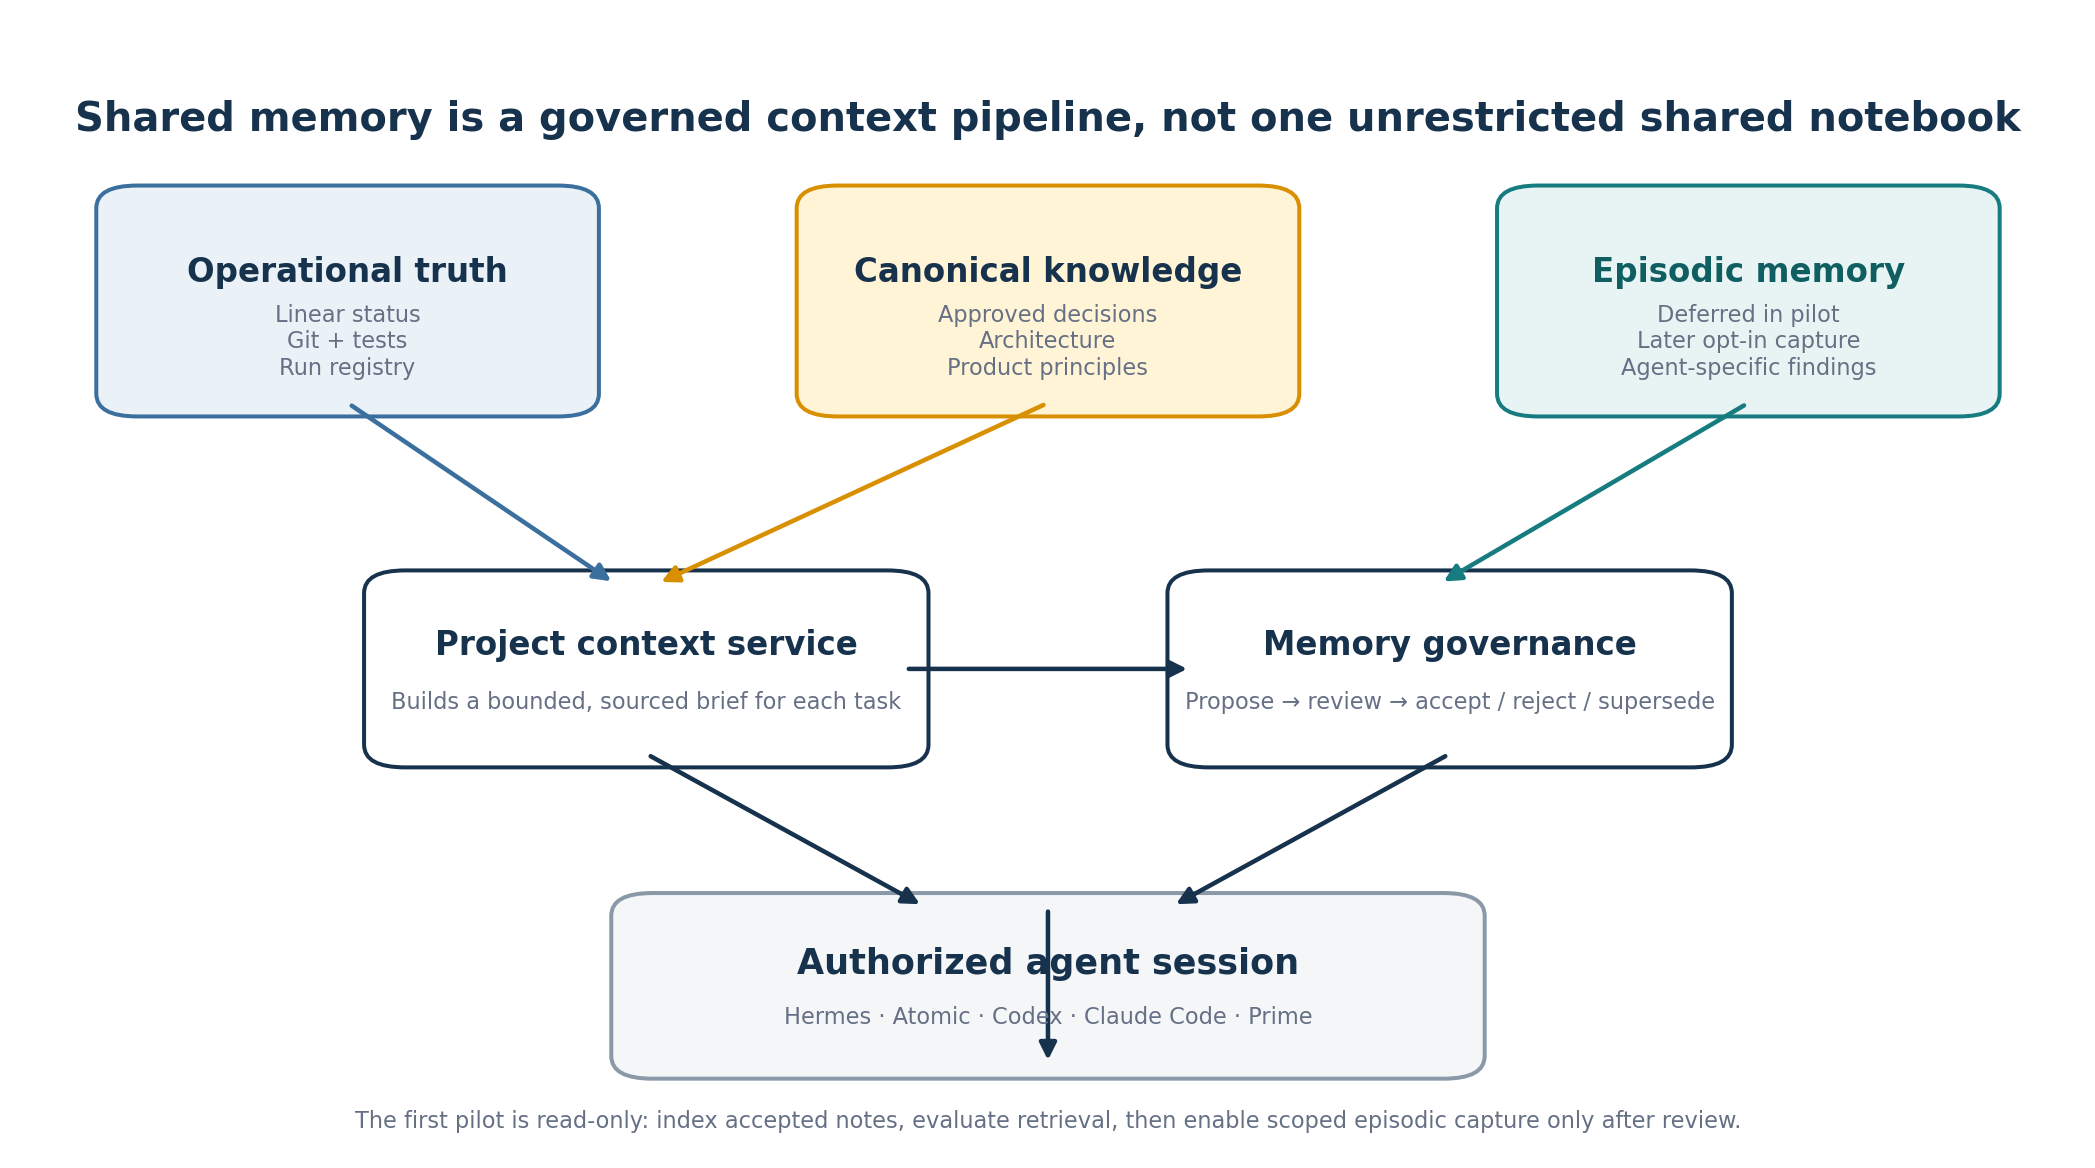 Shared memory is a governed context pipeline, not one unrestricted shared notebook
Operational truth
Linear status
Git + tests
Run registry
Canonical knowledge
Approved decisions
Architecture
Product principles
Episodic memory
Deferred in pilot
Later opt-in capture
Agent-specific findings
Project context service
Builds a bounded, sourced brief for each task
Memory governance
Propose → review → accept / reject / supersede
Authorized agent session
Hermes · Atomic · Codex · Claude Code · Prime
The first pilot is read-only: index accepted notes, evaluate retrieval, then enable scoped episodic capture only after review.